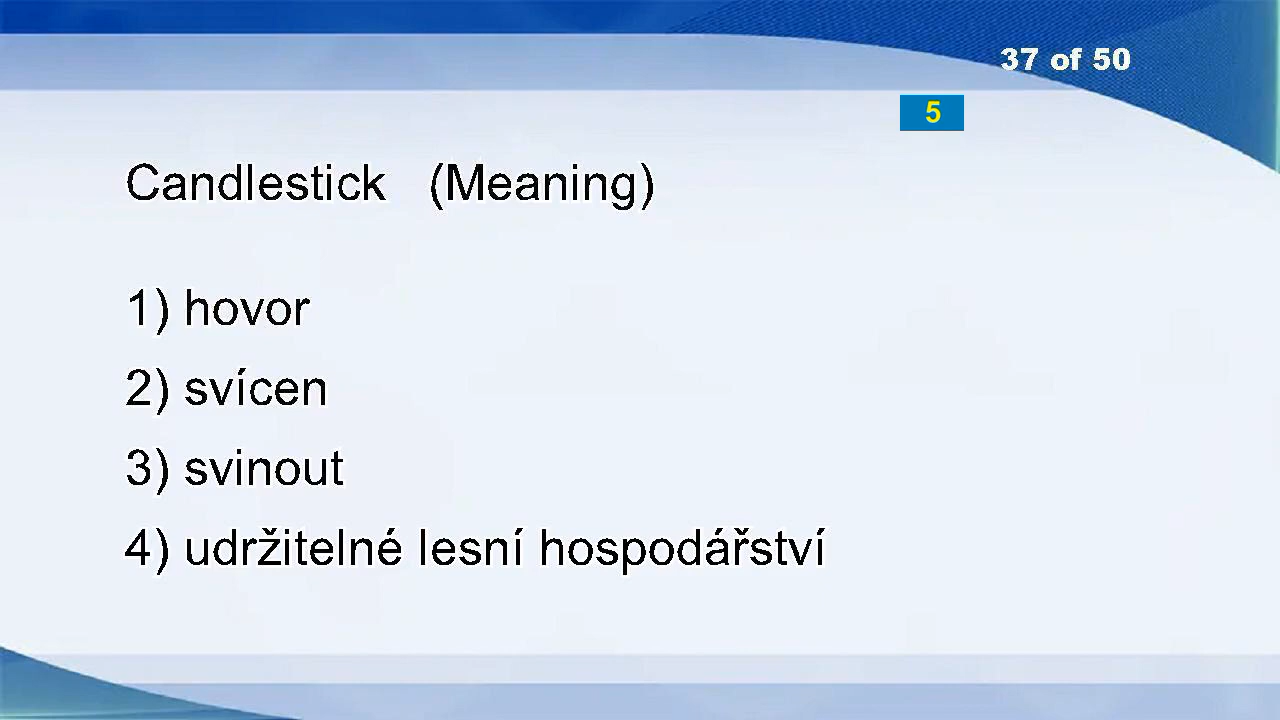 37 of 50
5
Candlestick (Meaning)
1) hovor
2) svícen
3) svinout
4) udržitelné lesní hospodářství